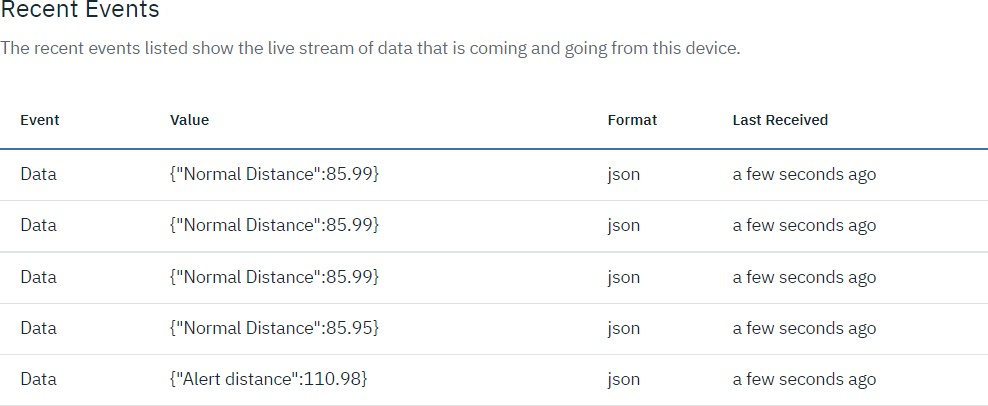 Recent Events
The recent events listed show the live stream of data that is coming and going from this device.
Event Value Format Last Received
Data {"Normal Distance":85.99} json a few seconds ago
Data {"Normal Distance":85.99} json a few seconds ago
Data {"Normal Distance":85.99} json a few seconds ago
Data {"Normal Distance":85.95} json a few seconds ago
Data {"Alert distance":110.98} json a few seconds ago